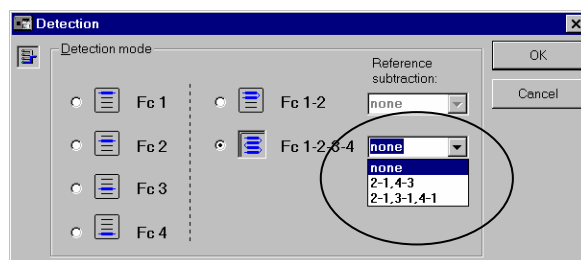 Detection
Detection mode
Reference
subtraction:
OK
Cancel
Fc 1
Fc 1-2
none
Fc 2
Fc 1-2-3-4
none
none
2-1,4-3
2-1,3-1,4-1
Fc 3
Fc 4